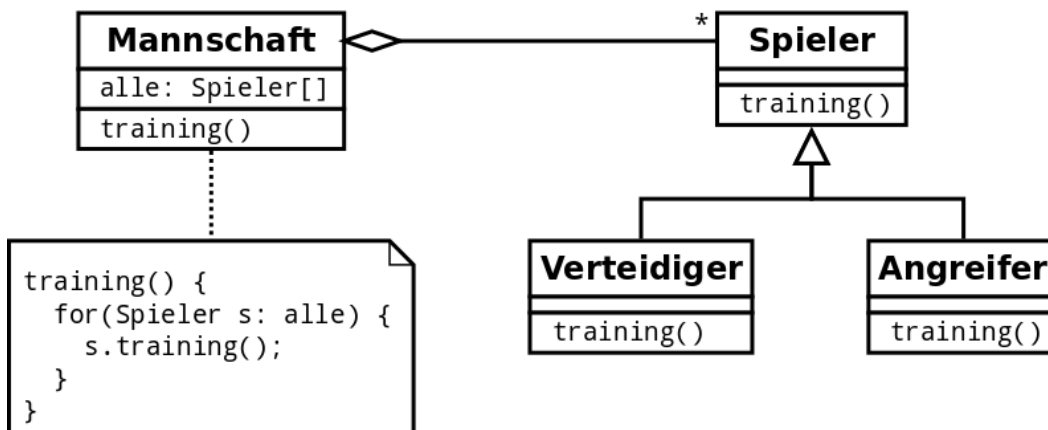 Mannschaft
alle: Spieler[]
training()
*
Spieler
training()
Verteidiger
training()
Angreifer
training()
training() {
  for(Spieler s: alle) {
    s.training();
  }
}